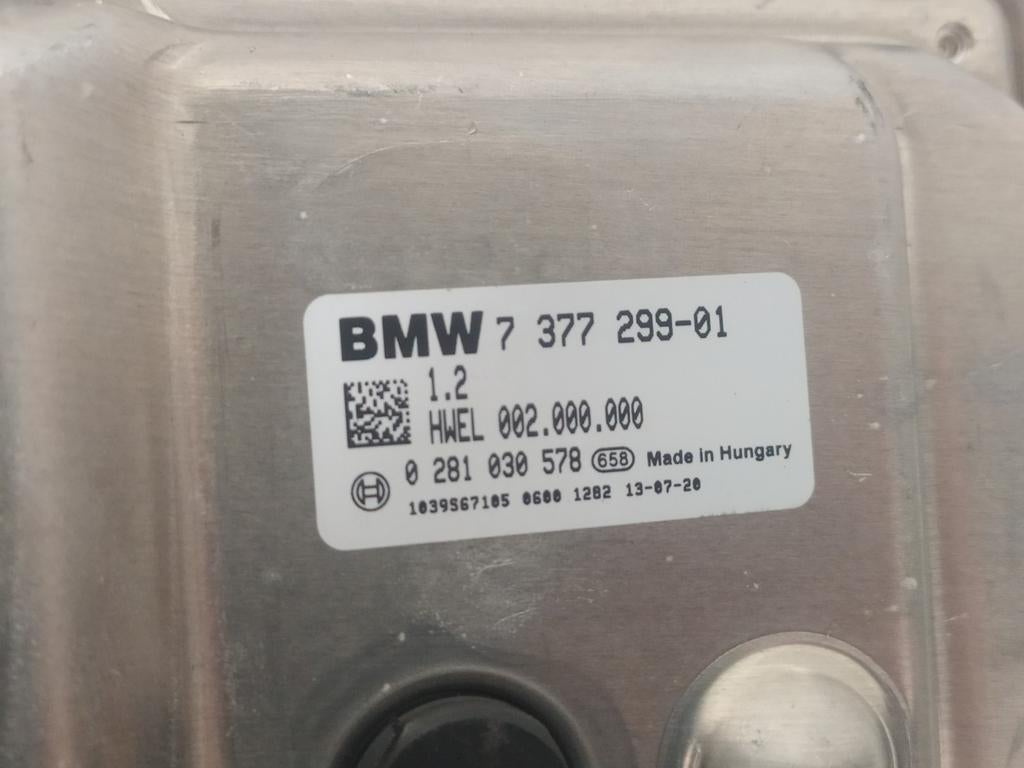 BMW 7 377 299-01
1.2
HWEL 002.000.000
0 281 030 578 658 Made in Hungary
1039S67105 0600 1282 13-07-20